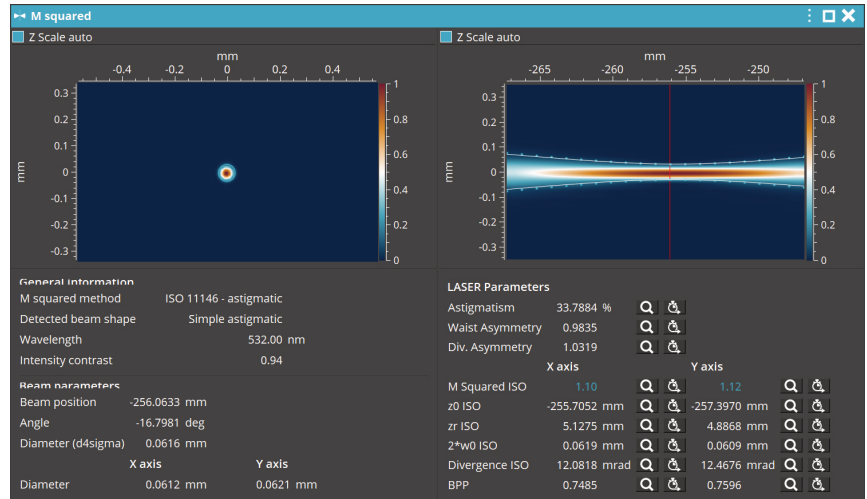 M squared
Z Scale auto
mm
-0.4 -0.2 0 0.2 0.4
0.3
0.2
0.1
0
-0.1
-0.2
-0.3
mm
1
0.8
0.6
0.4
0.2
0
Z Scale auto
mm
-265 -260 -255 -250
0.3
0.2
0.1
0
-0.1
-0.2
-0.3
mm
1
0.8
0.6
0.4
0.2
0
General information
M squared method ISO 11146 - astigmatic
Detected beam shape Simple astigmatic
Wavelength 532.00 nm
Intensity contrast 0.94
Beam parameters
Beam position -256.0633 mm
Angle -16.7981 deg
Diameter (d4sigma) 0.0616 mm
X axis Y axis
Diameter 0.0612 mm 0.0621 mm
LASER Parameters
Astigmatism 33.7884 %
Waist Asymmetry 0.9835
Div. Asymmetry 1.0319
X axis Y axis
M Squared ISO 1.10 1.12
z0 ISO -255.7052 mm -257.3970 mm
zr ISO 5.1275 mm 4.8868 mm
2*w0 ISO 0.0619 mm 0.0609 mm
Divergence ISO 12.0818 mrad 12.4676 mrad
BPP 0.7485 0.7596